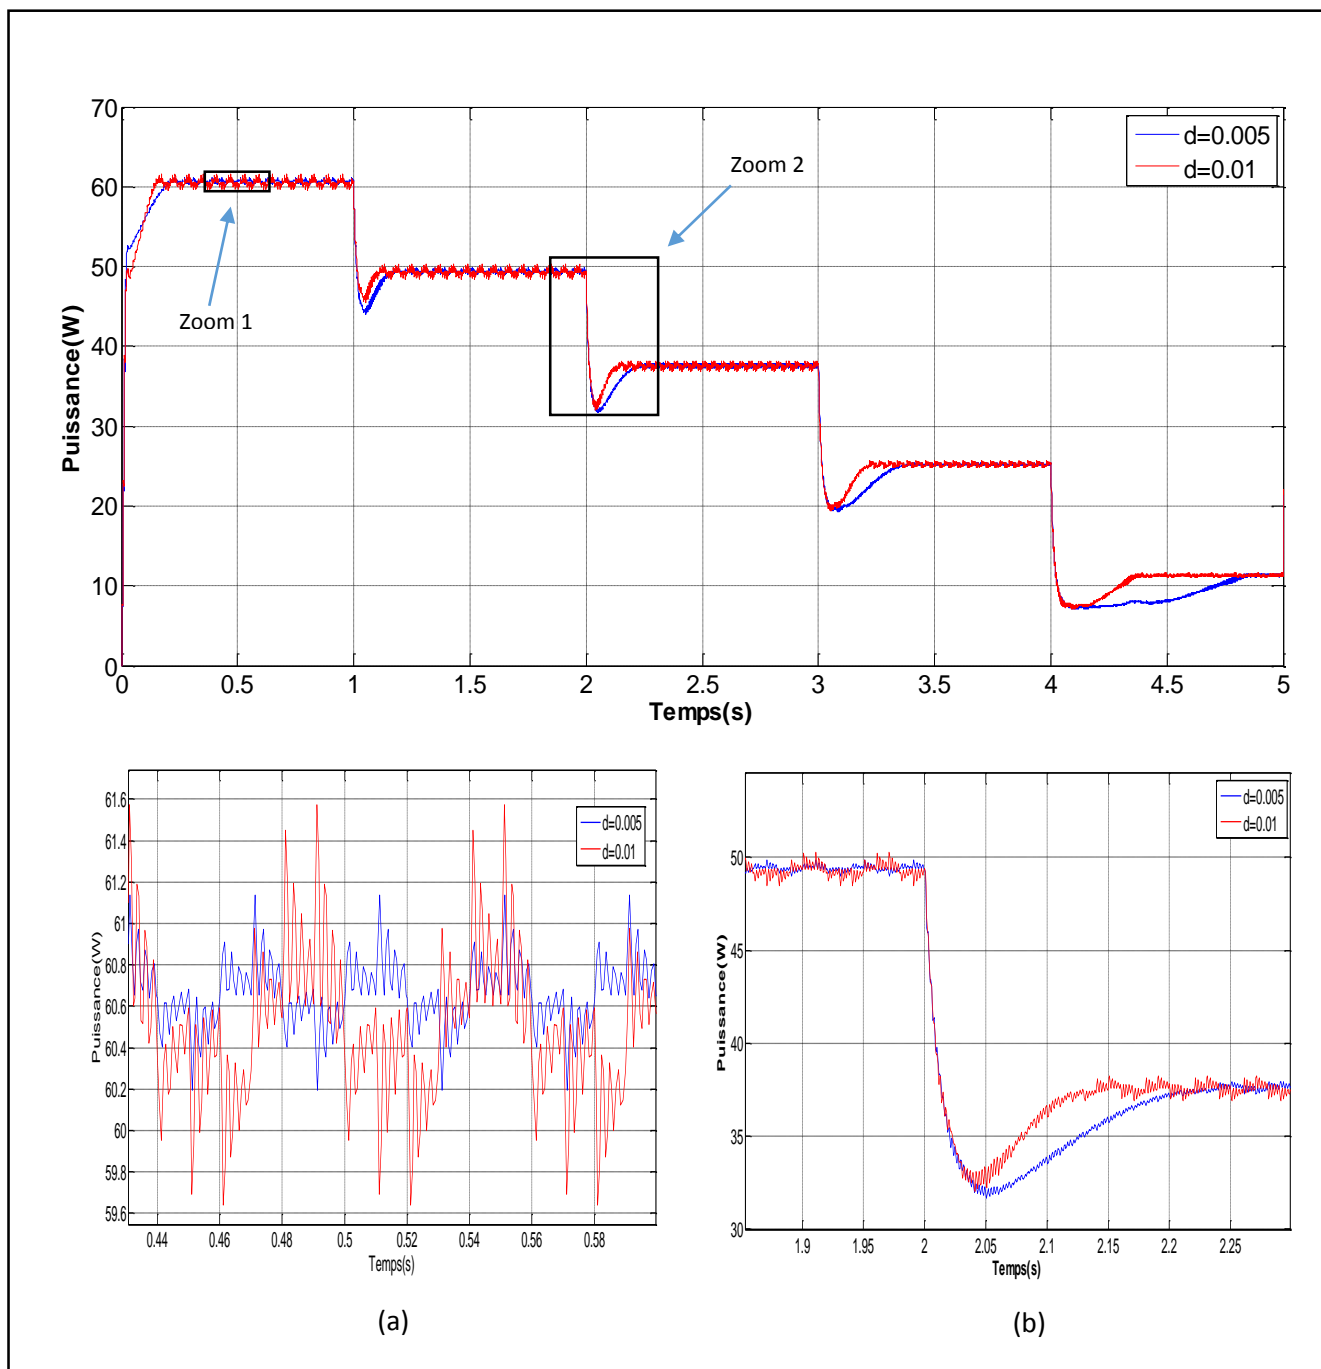 70
60
50
40
30
20
10
0
Puissance(W)
0 0.5 1 1.5 2 2.5 3 3.5 4 4.5 5
Temps(s)
d=0.005
d=0.01
Zoom 1
Zoom 2
61.6
61.4
61.2
61
60.8
60.6
60.4
60.2
60
59.8
59.6
Puissance(W)
0.44 0.46 0.48 0.5 0.52 0.54 0.56 0.58
Temps(s)
d=0.005
d=0.01
(a)
50
45
40
35
30
Puissance(W)
1.9 1.95 2 2.05 2.1 2.15 2.2 2.25
Temps(s)
d=0.005
d=0.01
(b)